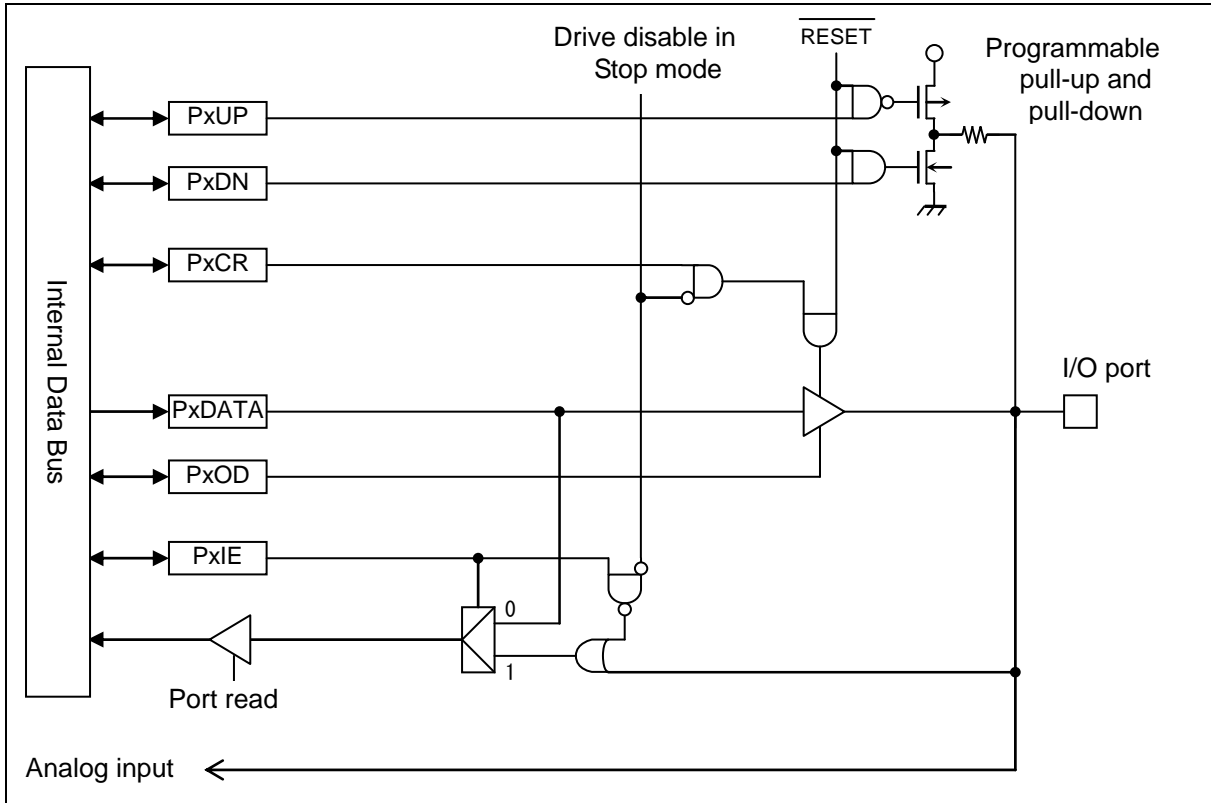 Drive disable in
Stop mode
RESET
Programmable
pull-up and
pull-down
PxUP
PxDN
PxCR
Internal Data Bus
I/O port
PxDATA
PxOD
PxIE
0
1
Port read
Analog input